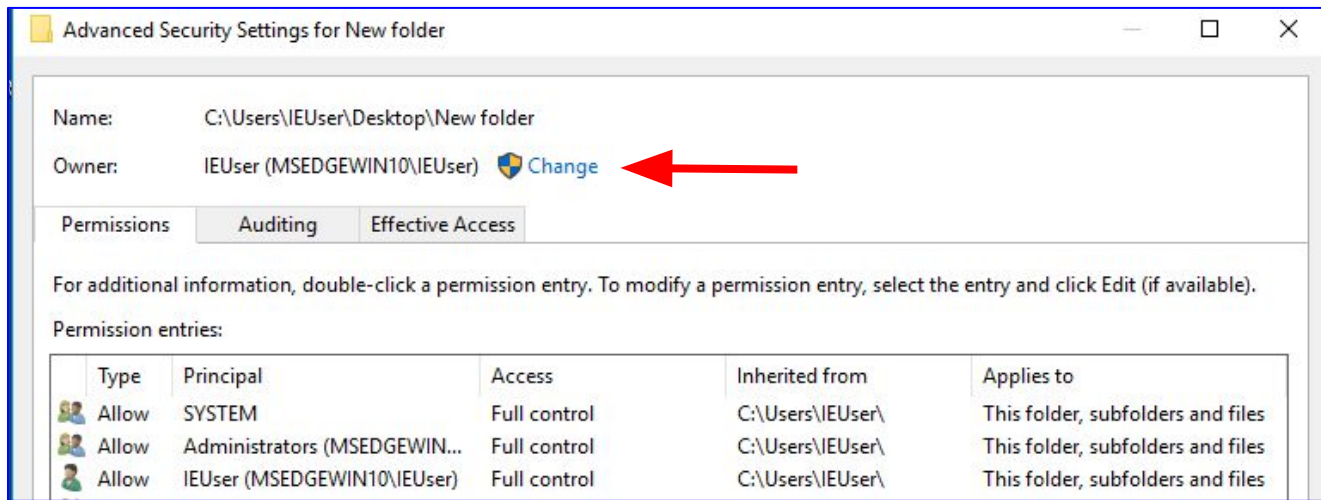 Advanced Security Settings for New folder
Name: C:\Users\IEUser\Desktop\New folder
Owner: IEUser (MSEDGEWIN10\IEUser) Change
Permissions Auditing Effective Access
For additional information, double-click a permission entry. To modify a permission entry, select the entry and click Edit (if available).
Permission entries:
Type Principal Access Inherited from Applies to
Allow SYSTEM Full control C:\Users\IEUser\ This folder, subfolders and files
Allow Administrators (MSEDGEWIN... Full control C:\Users\IEUser\ This folder, subfolders and files
Allow IEUser (MSEDGEWIN10\IEUser) Full control C:\Users\IEUser\ This folder, subfolders and files